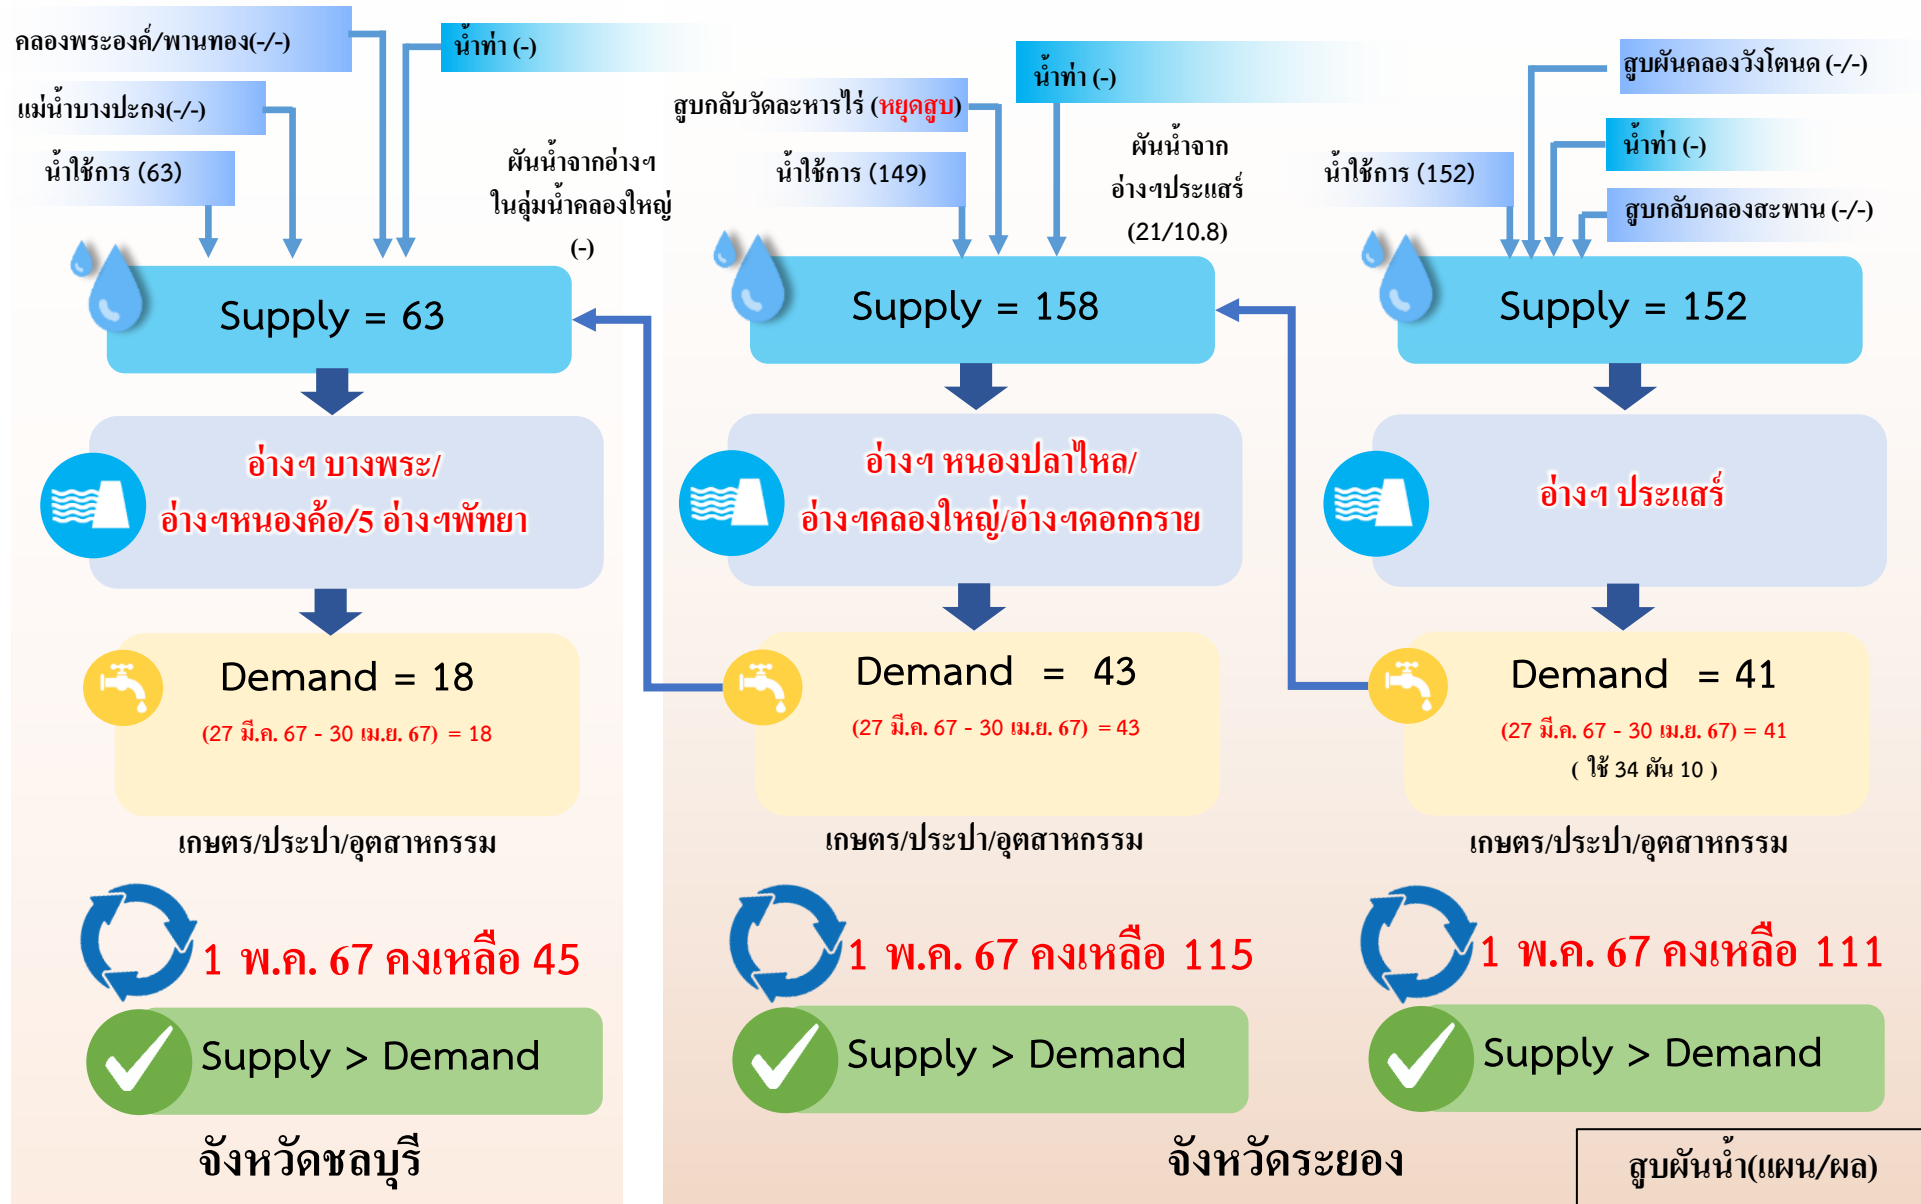 คลองพระองค์/พานทอง(-/-)
น้ำท่า (-)
แม่น้ำบางปะกง(-/-)
น้ำใช้การ (63)
ผันน้ำจากอ่างฯ
ในลุ่มน้ำคลองใหญ่
(-)
Supply = 63
อ่างฯ บางพระ/
อ่างฯหนองค้อ/5 อ่างฯพัทยา
Demand = 18
(27 มี.ค. 67 - 30 เม.ย. 67) = 18
เกษตร/ประปา/อุตสาหกรรม
1 พ.ค. 67 คงเหลือ 45
Supply > Demand
จังหวัดชลบุรี
น้ำท่า (-)
สูบกลับวัดละหารไร่ (หยุดสูบ)
น้ำใช้การ (149)
ผันน้ำจาก
อ่างฯประแสร์
(21/10.8)
Supply = 158
อ่างฯ หนองปลาไหล/
อ่างฯคลองใหญ่/อ่างฯดอกกราย
Demand = 43
(27 มี.ค. 67 - 30 เม.ย. 67) = 43
เกษตร/ประปา/อุตสาหกรรม
1 พ.ค. 67 คงเหลือ 115
Supply > Demand
สูบผันคลองวังโตนด (-/-)
น้ำท่า (-)
น้ำใช้การ (152)
สูบกลับคลองสะพาน (-/-)
Supply = 152
อ่างฯ ประแสร์
Demand = 41
(27 มี.ค. 67 - 30 เม.ย. 67) = 41
( ใช้ 34 ผัน 10 )
เกษตร/ประปา/อุตสาหกรรม
1 พ.ค. 67 คงเหลือ 111
Supply > Demand
จังหวัดระยอง
สูบผันน้ำ(แผน/ผล)